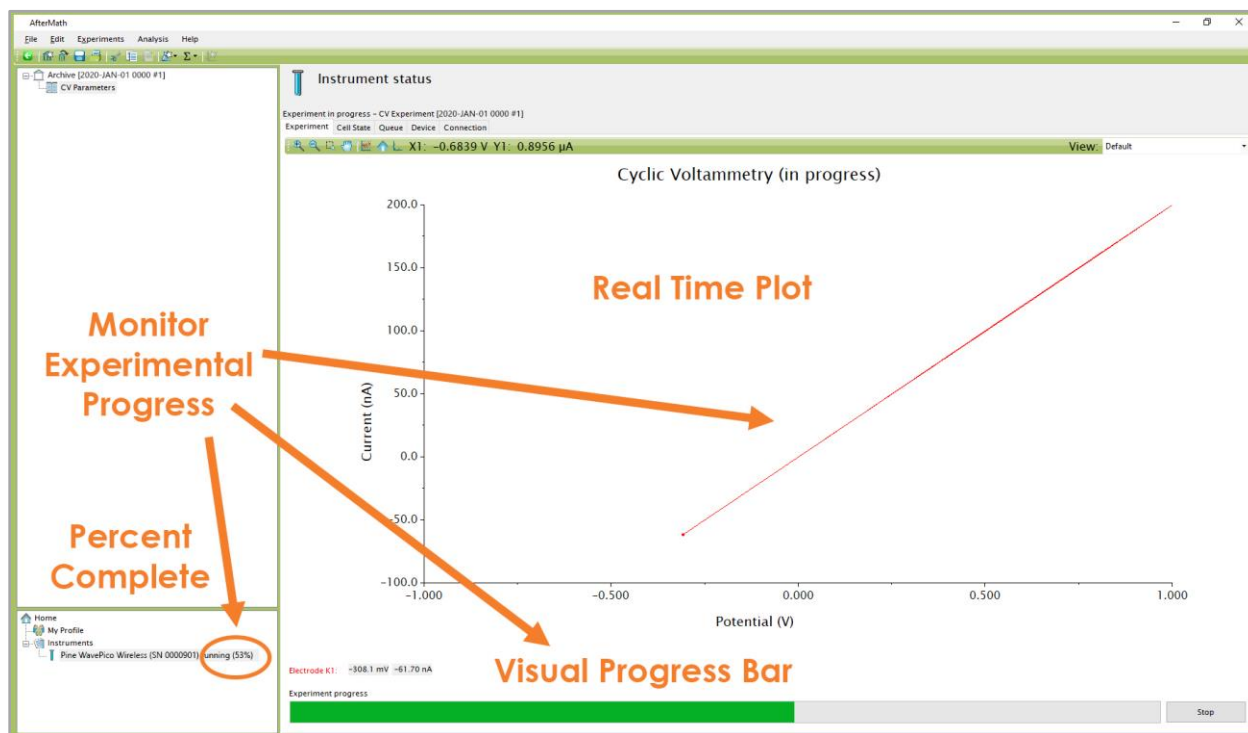 AfterMath
File Edit Experiments Analysis Help
Archive [2020-JAN-01 0000 #1]
CV Parameters
Instrument status
Experiment in progress – CV Experiment [2020-JAN-01 0000 #1]
Experiment Cell State Queue Device Connection
X1: -0.6839 V Y1: 0.8956 µA
View: Default
Cyclic Voltammetry (in progress)
200.0
150.0
100.0
50.0
0.0
-50.0
-100.0
Current (nA)
-1.000 -0.500 0.000 0.500 1.000
Potential (V)
Real Time Plot
Monitor
Experimental
Progress
Percent
Complete
Home
My Profile
Instruments
Pine WavePico Wireless (SN 0000901) running (53%)
Visual Progress Bar
Electrode K1: -308.1 mV -61.70 nA
Experiment progress
Stop